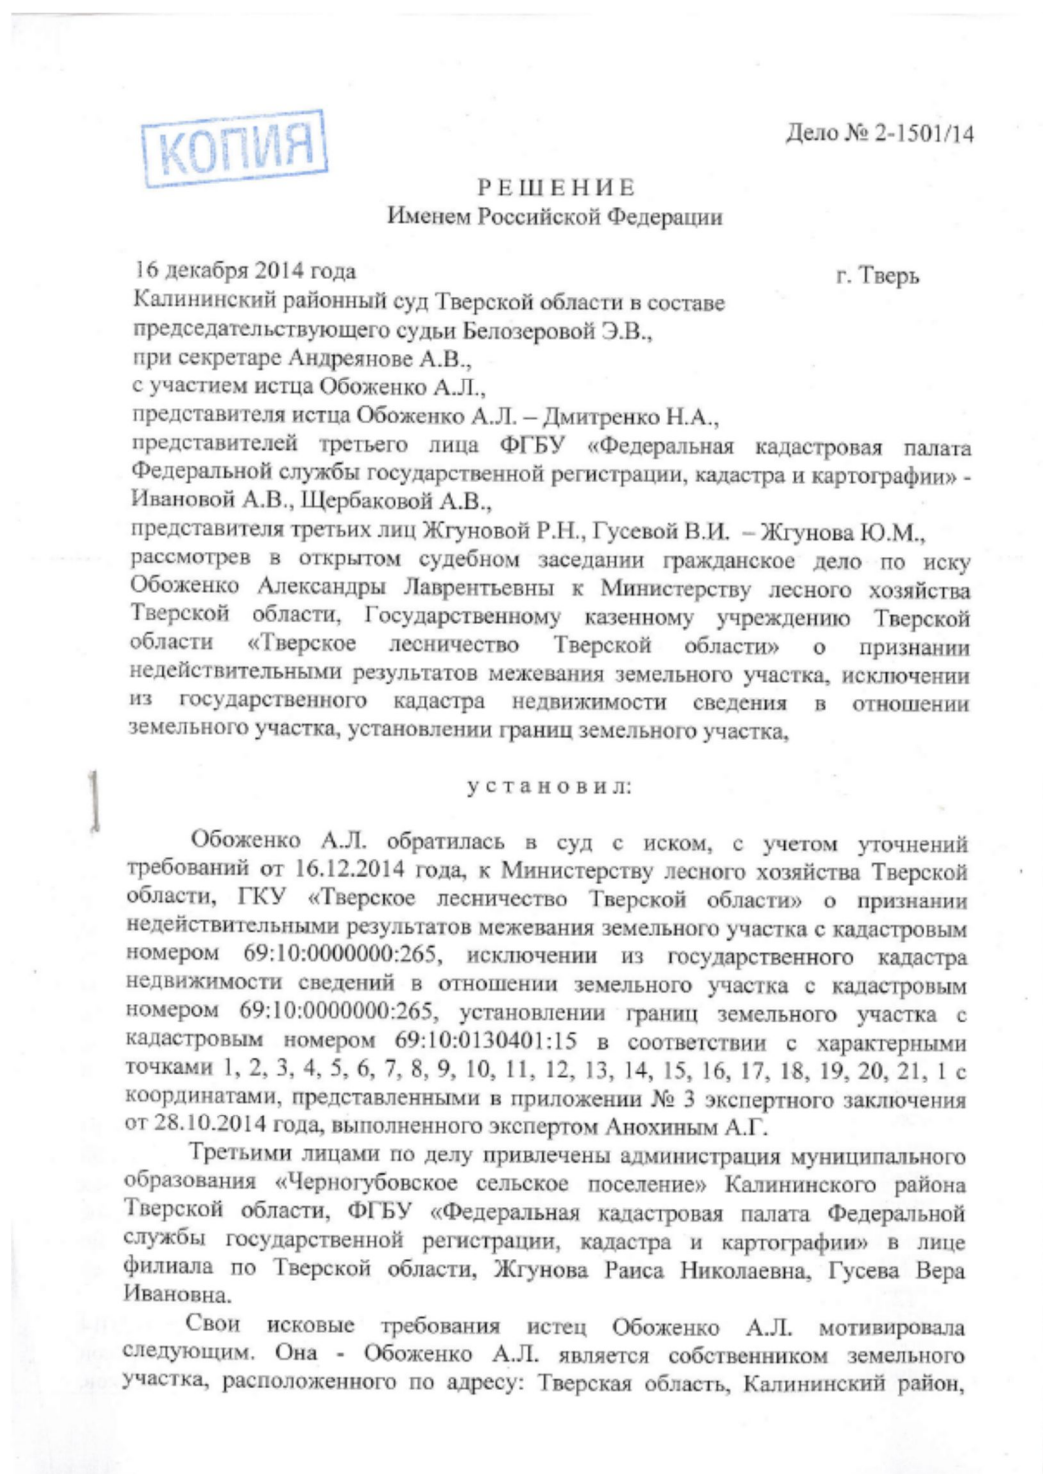 КОПИЯ
Дело № 2-1501/14
Р Е Ш Е Н И Е
Именем Российской Федерации
16 декабря 2014 года г. Тверь
Калининский районный суд Тверской области в составе
председательствующего судьи Белозеровой Э.В.,
при секретаре Андреянове А.В.,
с участием истца Обоженко А.Л.,
представителя истца Обоженко А.Л. – Дмитренко Н.А.,
представителей третьего лица ФГБУ «Федеральная кадастровая палата
Федеральной службы государственной регистрации, кадастра и картографии» -
Ивановой А.В., Щербаковой А.В.,
представителя третьих лиц Жгуновой Р.Н., Гусевой В.И. – Жгунова Ю.М.,
рассмотрев в открытом судебном заседании гражданское дело по иску
Обоженко Александры Лаврентьевны к Министерству лесного хозяйства
Тверской области, Государственному казенному учреждению Тверской
области «Тверское лесничество Тверской области» о признании
недействительными результатов межевания земельного участка, исключении
из государственного кадастра недвижимости сведения в отношении
земельного участка, установлении границ земельного участка,
у с т а н о в и л:
Обоженко А.Л. обратилась в суд с иском, с учетом уточнений
требований от 16.12.2014 года, к Министерству лесного хозяйства Тверской
области, ГКУ «Тверское лесничество Тверской области» о признании
недействительными результатов межевания земельного участка с кадастровым
номером 69:10:0000000:265, исключении из государственного кадастра
недвижимости сведений в отношении земельного участка с кадастровым
номером 69:10:0000000:265, установлении границ земельного участка с
кадастровым номером 69:10:0130401:15 в соответствии с характерными
точками 1, 2, 3, 4, 5, 6, 7, 8, 9, 10, 11, 12, 13, 14, 15, 16, 17, 18, 19, 20, 21, 1 с
координатами, представленными в приложении № 3 экспертного заключения
от 28.10.2014 года, выполненного экспертом Анохиным А.Г.
Третьими лицами по делу привлечены администрация муниципального
образования «Черногубовское сельское поселение» Калининского района
Тверской области, ФГБУ «Федеральная кадастровая палата Федеральной
службы государственной регистрации, кадастра и картографии» в лице
филиала по Тверской области, Жгунова Раиса Николаевна, Гусева Вера
Ивановна.
Свои исковые требования истец Обоженко А.Л. мотивировала
следующим. Она - Обоженко А.Л. является собственником земельного
участка, расположенного по адресу: Тверская область, Калининский район,